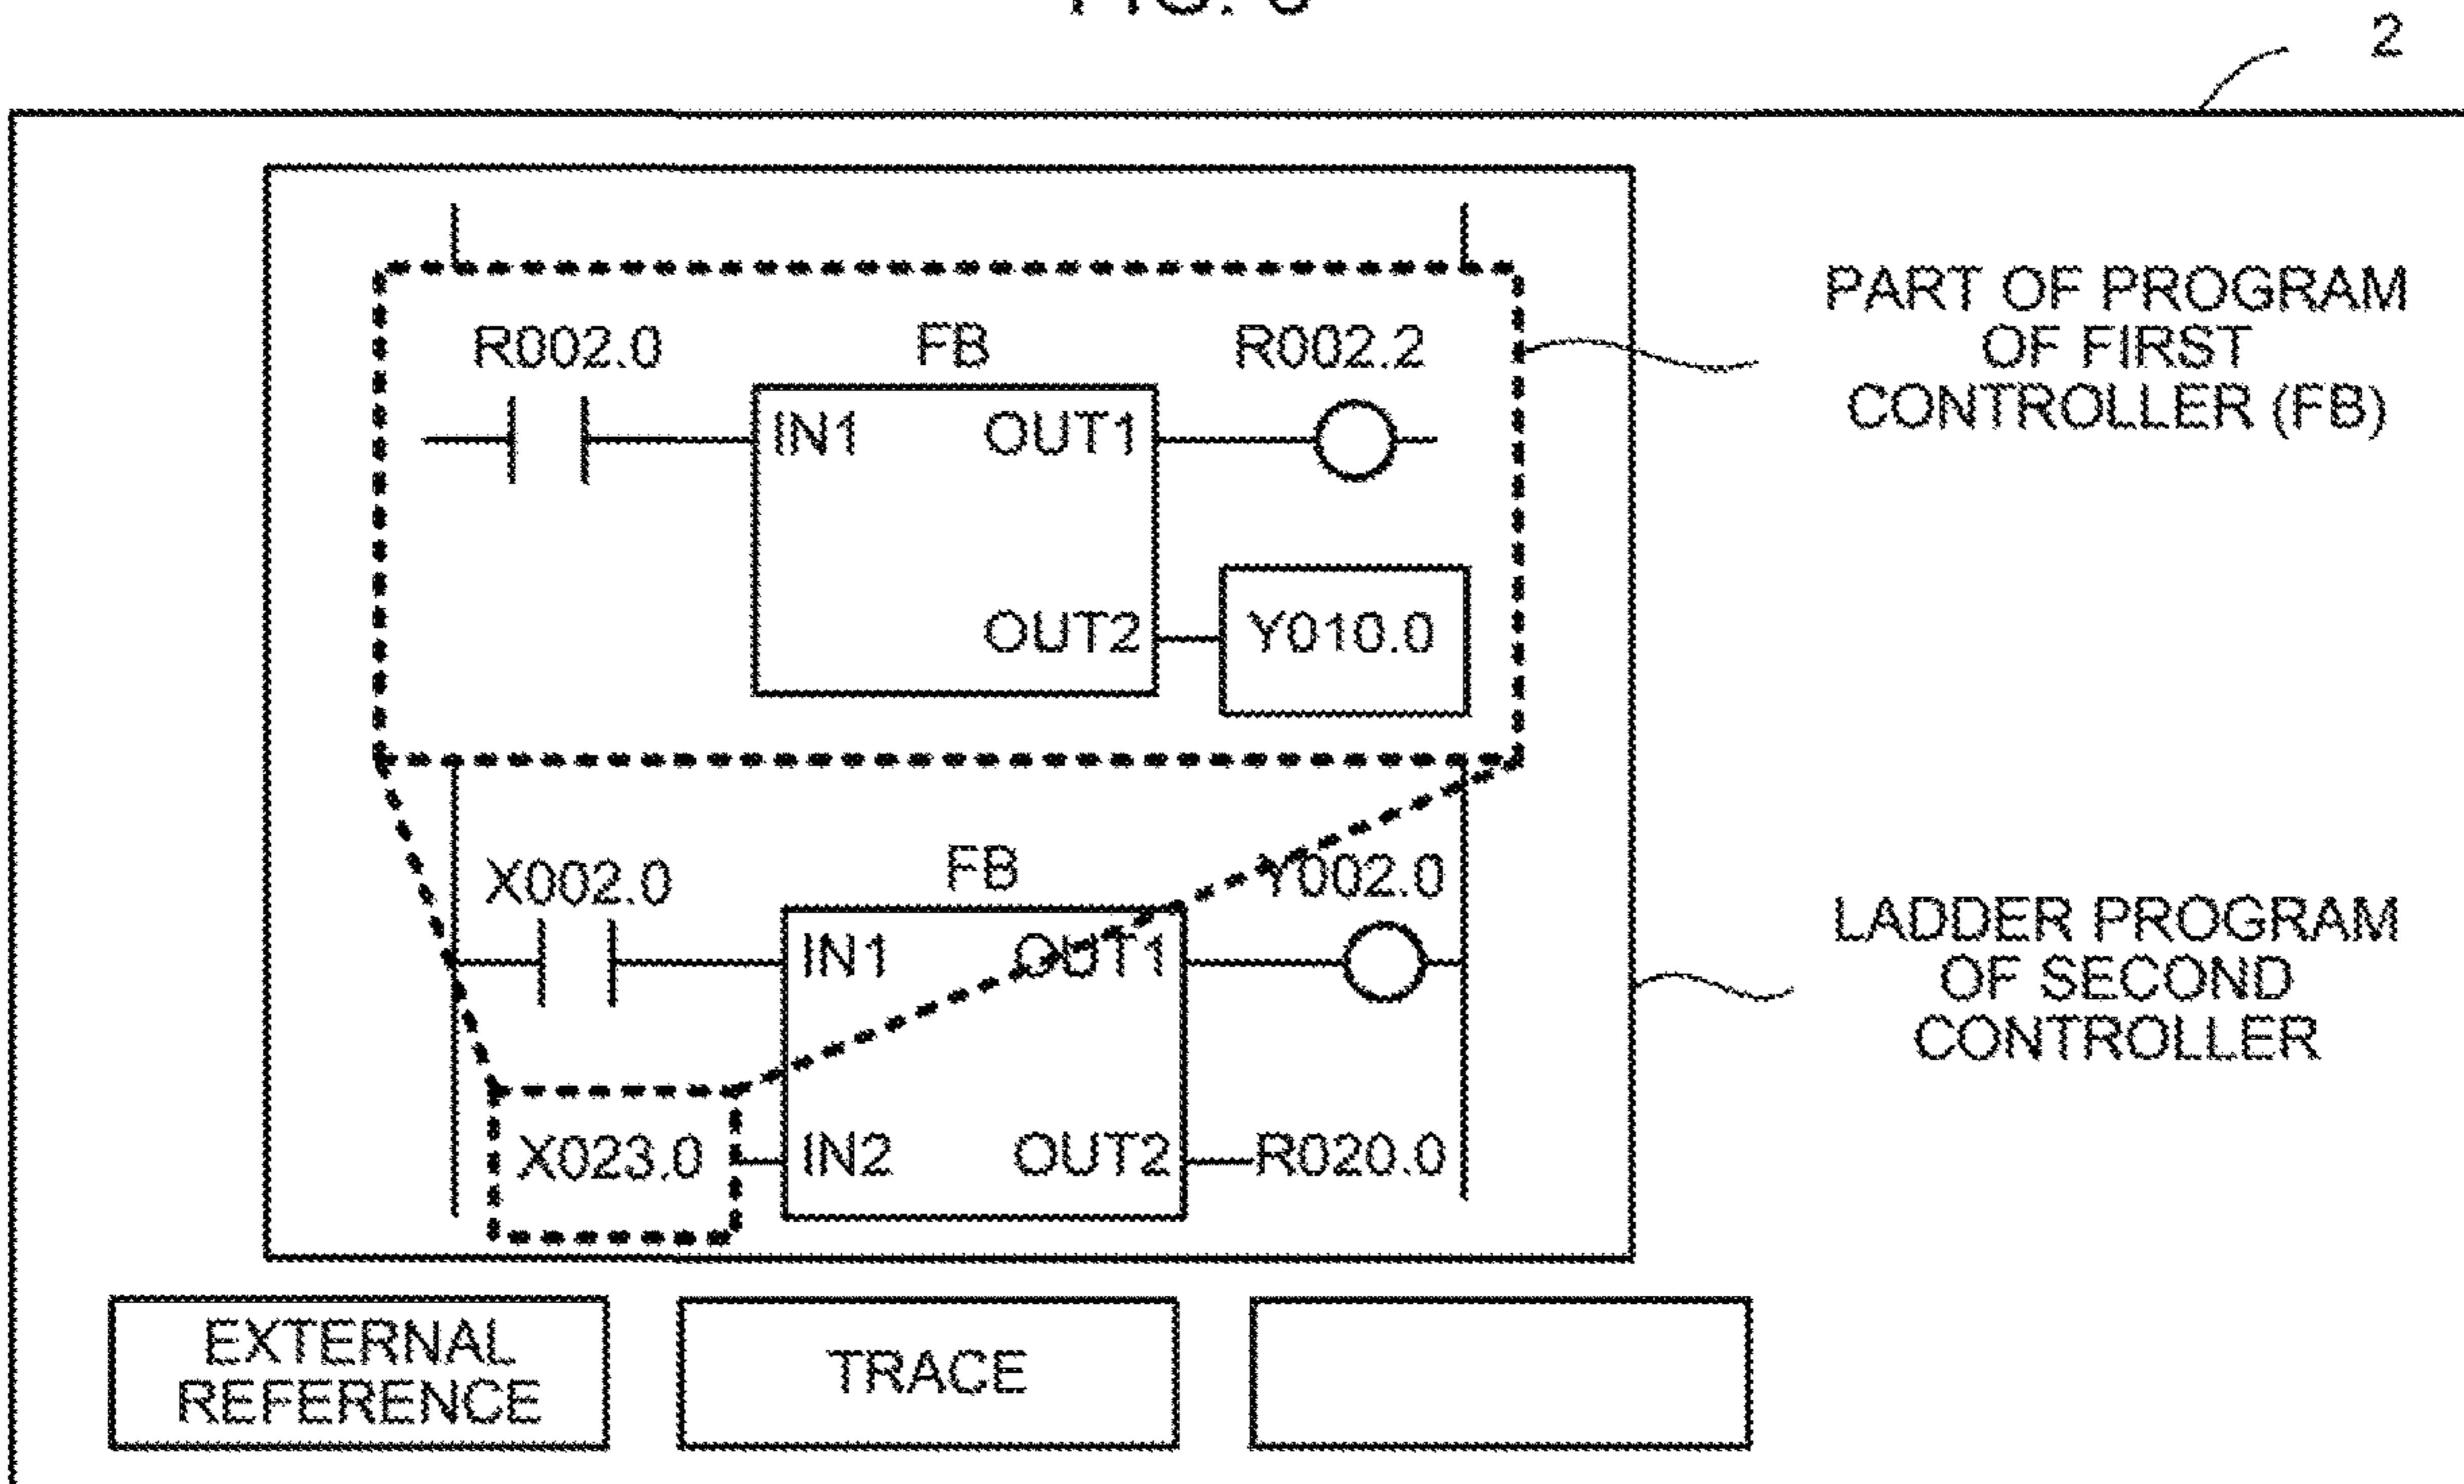 2
R002.0 FB R002.2
IN1 OUT1
OUT2 Y010.0
PART OF PROGRAM
OF FIRST
CONTROLLER (FB)
X002.0 FB Y002.0
IN1 OUT1
X023.0 IN2 OUT2 R020.0
LADDER PROGRAM
OF SECOND
CONTROLLER
EXTERNAL
REFERENCE
TRACE